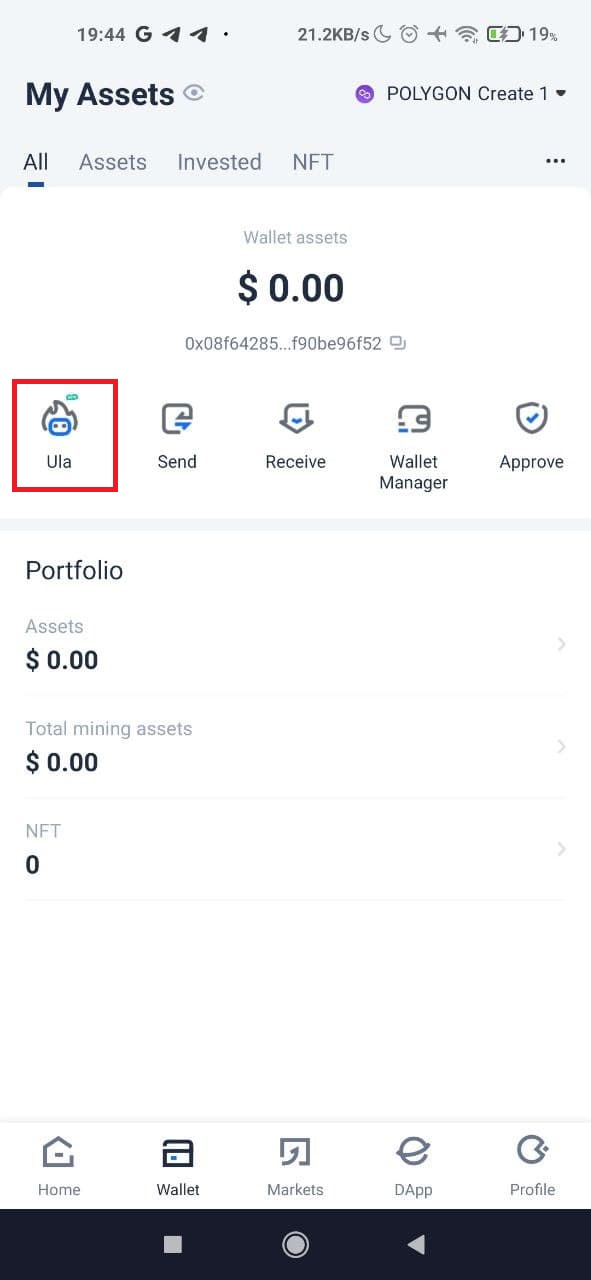 19:44 G 21.2KB/s 19%
My Assets POLYGON Create 1
All Assets Invested NFT ...
Wallet assets
$ 0.00
0x08f64285...f90be96f52
Ula Send Receive Wallet Manager Approve
Portfolio
Assets
$ 0.00
Total mining assets
$ 0.00
NFT
0
Home Wallet Markets DApp Profile